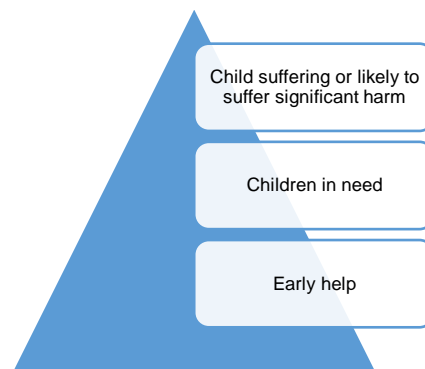 Child suffering or likely to
suffer significant harm
Children in need
Early help